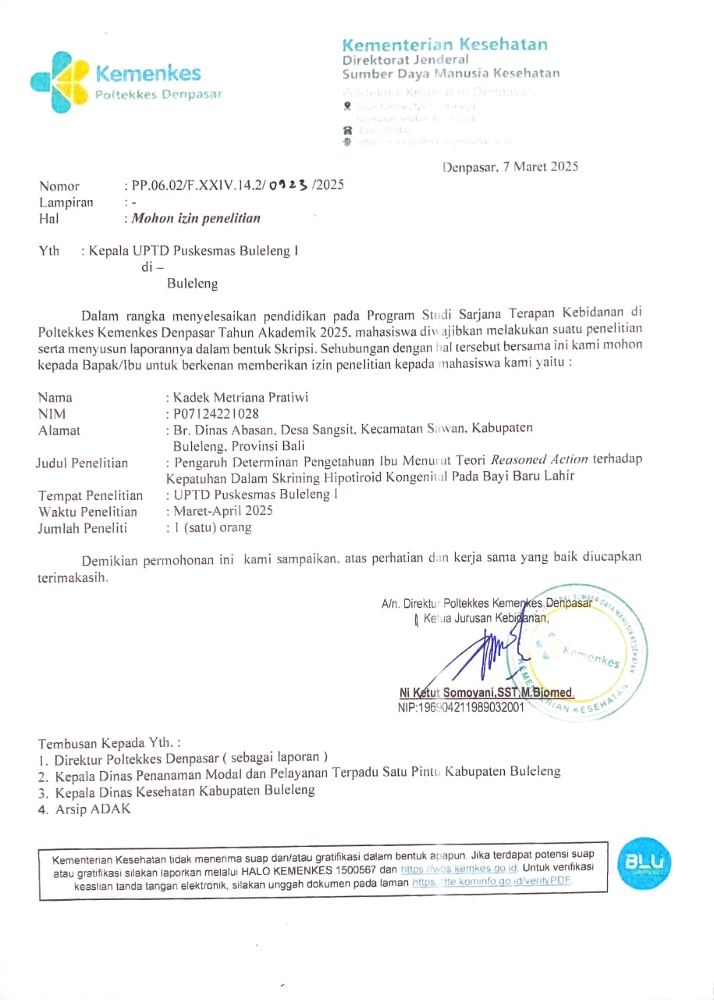 Kemenkes
Poltekkes Denpasar
Kementerian Kesehatan
Direktorat Jenderal
Sumber Daya Manusia Kesehatan
Politeknik Kesehatan Denpasar
Denpasar, 7 Maret 2025
Nomor : PP.06.02/F.XXIV.14.2/ 0923 /2025
Lampiran : -
Hal : Mohon izin penelitian
Yth : Kepala UPTD Puskesmas Buleleng I
di –
Buleleng
Dalam rangka menyelesaikan pendidikan pada Program Studi Sarjana Terapan Kebidanan di
Poltekkes Kemenkes Denpasar Tahun Akademik 2025, mahasiswa diwajibkan melakukan suatu penelitian
serta menyusun laporannya dalam bentuk Skripsi. Sehubungan dengan hal tersebut bersama ini kami mohon
kepada Bapak/Ibu untuk berkenan memberikan izin penelitian kepada mahasiswa kami yaitu :
Nama : Kadek Metriana Pratiwi
NIM : P07124221028
Alamat : Br. Dinas Abasan, Desa Sangsit, Kecamatan Sawan, Kabupaten
Buleleng, Provinsi Bali
Judul Penelitian : Pengaruh Determinan Pengetahuan Ibu Menurut Teori Reasoned Action terhadap
Kepatuhan Dalam Skrining Hipotiroid Kongenital Pada Bayi Baru Lahir
Tempat Penelitian : UPTD Puskesmas Buleleng I
Waktu Penelitian : Maret-April 2025
Jumlah Peneliti : 1 (satu) orang
Demikian permohonan ini kami sampaikan, atas perhatian dan kerja sama yang baik diucapkan
terimakasih.
A/n. Direktur Poltekkes Kemenkes Denpasar
Ketua Jurusan Kebidanan,
SUMBER DAYA MANUSIA KESEHATAN
Kemenkes
KEMENTERIAN KESEHATAN
Ni Ketut Somoyani,SST,M.Biomed.
NIP:196904211989032001
Tembusan Kepada Yth. :
1. Direktur Poltekkes Denpasar ( sebagai laporan )
2. Kepala Dinas Penanaman Modal dan Pelayanan Terpadu Satu Pintu Kabupaten Buleleng
3. Kepala Dinas Kesehatan Kabupaten Buleleng
4. Arsip ADAK
Kementerian Kesehatan tidak menerima suap dan/atau gratifikasi dalam bentuk apapun. Jika terdapat potensi suap
atau gratifikasi silakan laporkan melalui HALO KEMENKES 1500567 dan https://wbs.kemkes.go.id. Untuk verifikasi
keaslian tanda tangan elektronik, silakan unggah dokumen pada laman https://tte.kominfo.go.id/verifyPDF.
BLU